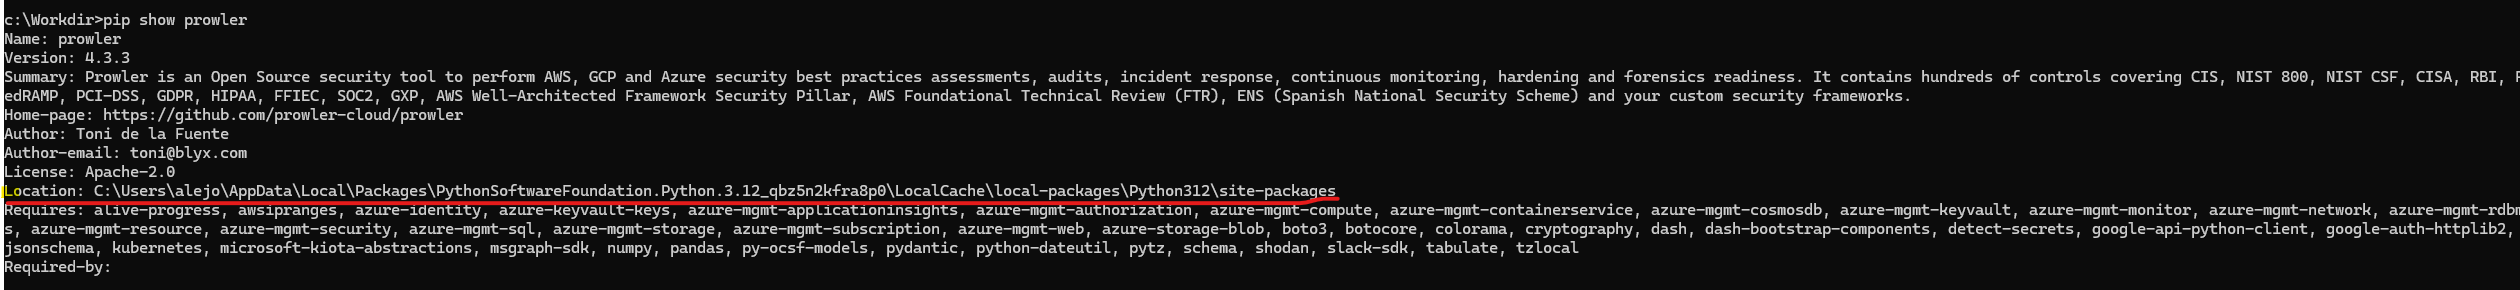 c:\Workdir>pip show prowler
Name: prowler
Version: 4.3.3
Summary: Prowler is an Open Source security tool to perform AWS, GCP and Azure security best practices assessments, audits, incident response, continuous monitoring, hardening and forensics readiness. It contains hundreds of controls covering CIS, NIST 800, NIST CSF, CISA, RBI, F
edRAMP, PCI-DSS, GDPR, HIPAA, FFIEC, SOC2, GXP, AWS Well-Architected Framework Security Pillar, AWS Foundational Technical Review (FTR), ENS (Spanish National Security Scheme) and your custom security frameworks.
Home-page: https://github.com/prowler-cloud/prowler
Author: Toni de la Fuente
Author-email: toni@blyx.com
License: Apache-2.0
Location: C:\Users\alejo\AppData\Local\Packages\PythonSoftwareFoundation.Python.3.12_qbz5n2kfra8p0\LocalCache\local-packages\Python312\site-packages
Requires: alive-progress, awsipranges, azure-identity, azure-keyvault-keys, azure-mgmt-applicationinsights, azure-mgmt-authorization, azure-mgmt-compute, azure-mgmt-containerservice, azure-mgmt-cosmosdb, azure-mgmt-keyvault, azure-mgmt-monitor, azure-mgmt-network, azure-mgmt-rdbm
s, azure-mgmt-resource, azure-mgmt-security, azure-mgmt-sql, azure-mgmt-storage, azure-mgmt-subscription, azure-mgmt-web, azure-storage-blob, boto3, botocore, colorama, cryptography, dash, dash-bootstrap-components, detect-secrets, google-api-python-client, google-auth-httplib2,
jsonschema, kubernetes, microsoft-kiota-abstractions, msgraph-sdk, numpy, pandas, py-ocsf-models, pydantic, python-dateutil, pytz, schema, shodan, slack-sdk, tabulate, tzlocal
Required-by: